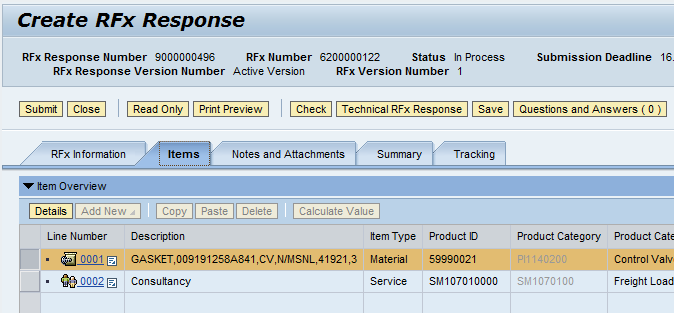 Create RFx Response
RFx Response Number 9000000496 RFx Number 6200000122 Status In Process Submission Deadline 16.
RFx Response Version Number Active Version RFx Version Number 1
Submit Close Read Only Print Preview Check Technical RFx Response Save Questions and Answers ( 0 )
RFx Information Items Notes and Attachments Summary Tracking
Item Overview
Details Add New Copy Paste Delete Calculate Value
Line Number Description Item Type Product ID Product Category Product Cate
0001 GASKET,009191258A841,CV,N/MSNL,41921,3 Material 59990021 PI1140200 Control Valv
0002 Consultancy Service SM107010000 SM1070100 Freight Load